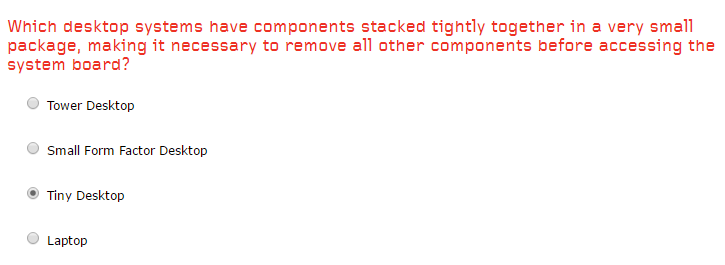 Which desktop systems have components stacked tightly together in a very small
package, making it necessary to remove all other components before accessing the
system board?
Tower Desktop
Small Form Factor Desktop
Tiny Desktop
Laptop